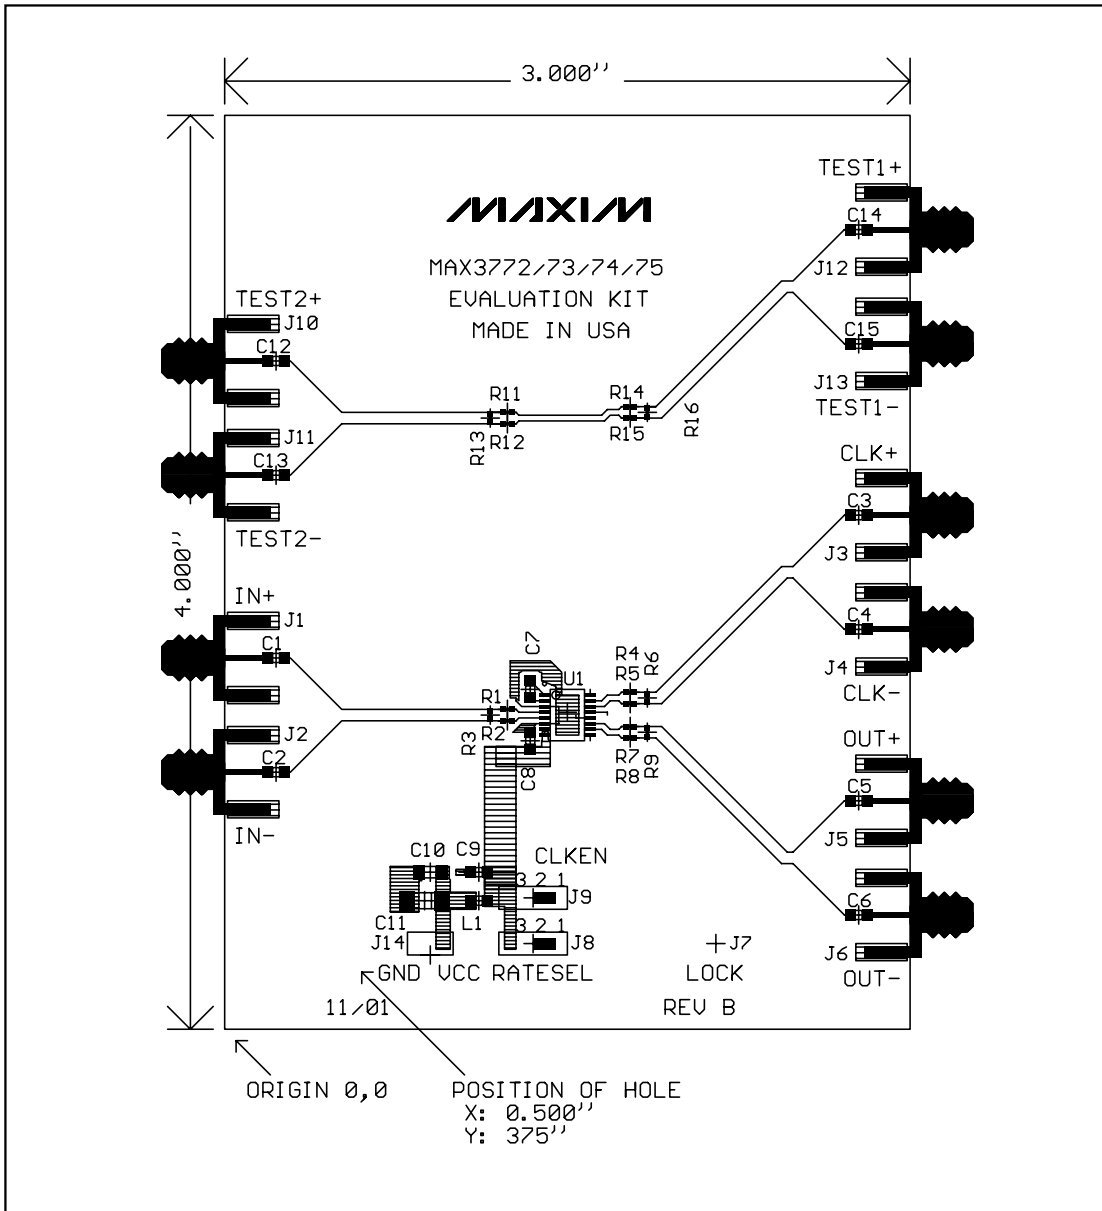 3.000''
4.000''
TEST1+
C14
J12
C15
J13
TEST1-
MAXIM
MAX3772/73/74/75
EVALUATION KIT
MADE IN USA
TEST2+
J10
C12
J11
C13
TEST2-
R11
R12
R13
R14
R15
R16
CLK+
C3
J3
C4
J4
CLK-
IN+
J1
C1
J2
C2
IN-
C7
U1
R1
R2
R3
C8
R4
R5
R6
R7
R8
R9
OUT+
C5
J5
C6
J6
OUT-
C10
C9
CLKEN
3 2 1
J9
C11
L1
3 2 1
J14
J8
J7
GND VCC RATESEL
LOCK
11/01
REV B
ORIGIN 0,0
POSITION OF HOLE
X: 0.500''
Y: 375''